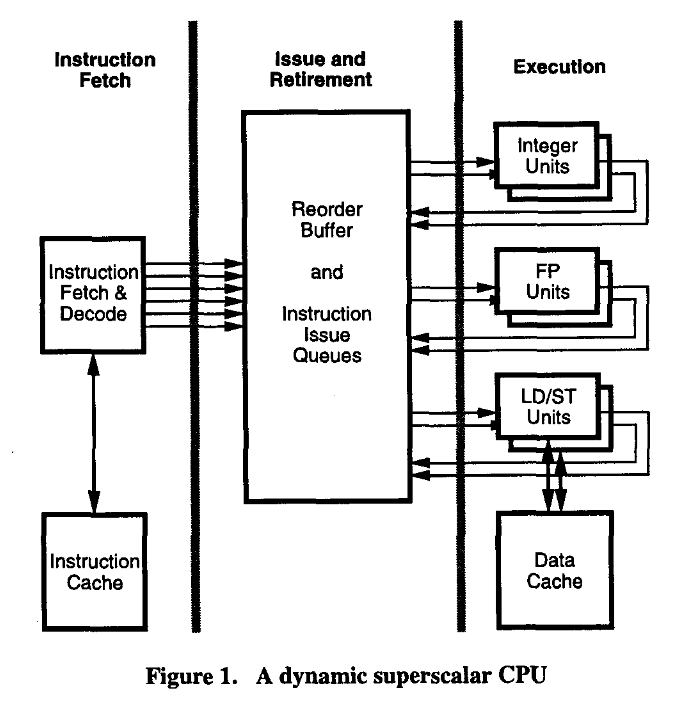 Instruction
Fetch
Issue and
Retirement
Execution
Instruction
Fetch &
Decode
Instruction
Cache
Reorder
Buffer
and
Instruction
Issue
Queues
Integer
Units
FP
Units
LD/ST
Units
Data
Cache
Figure 1. A dynamic superscalar CPU